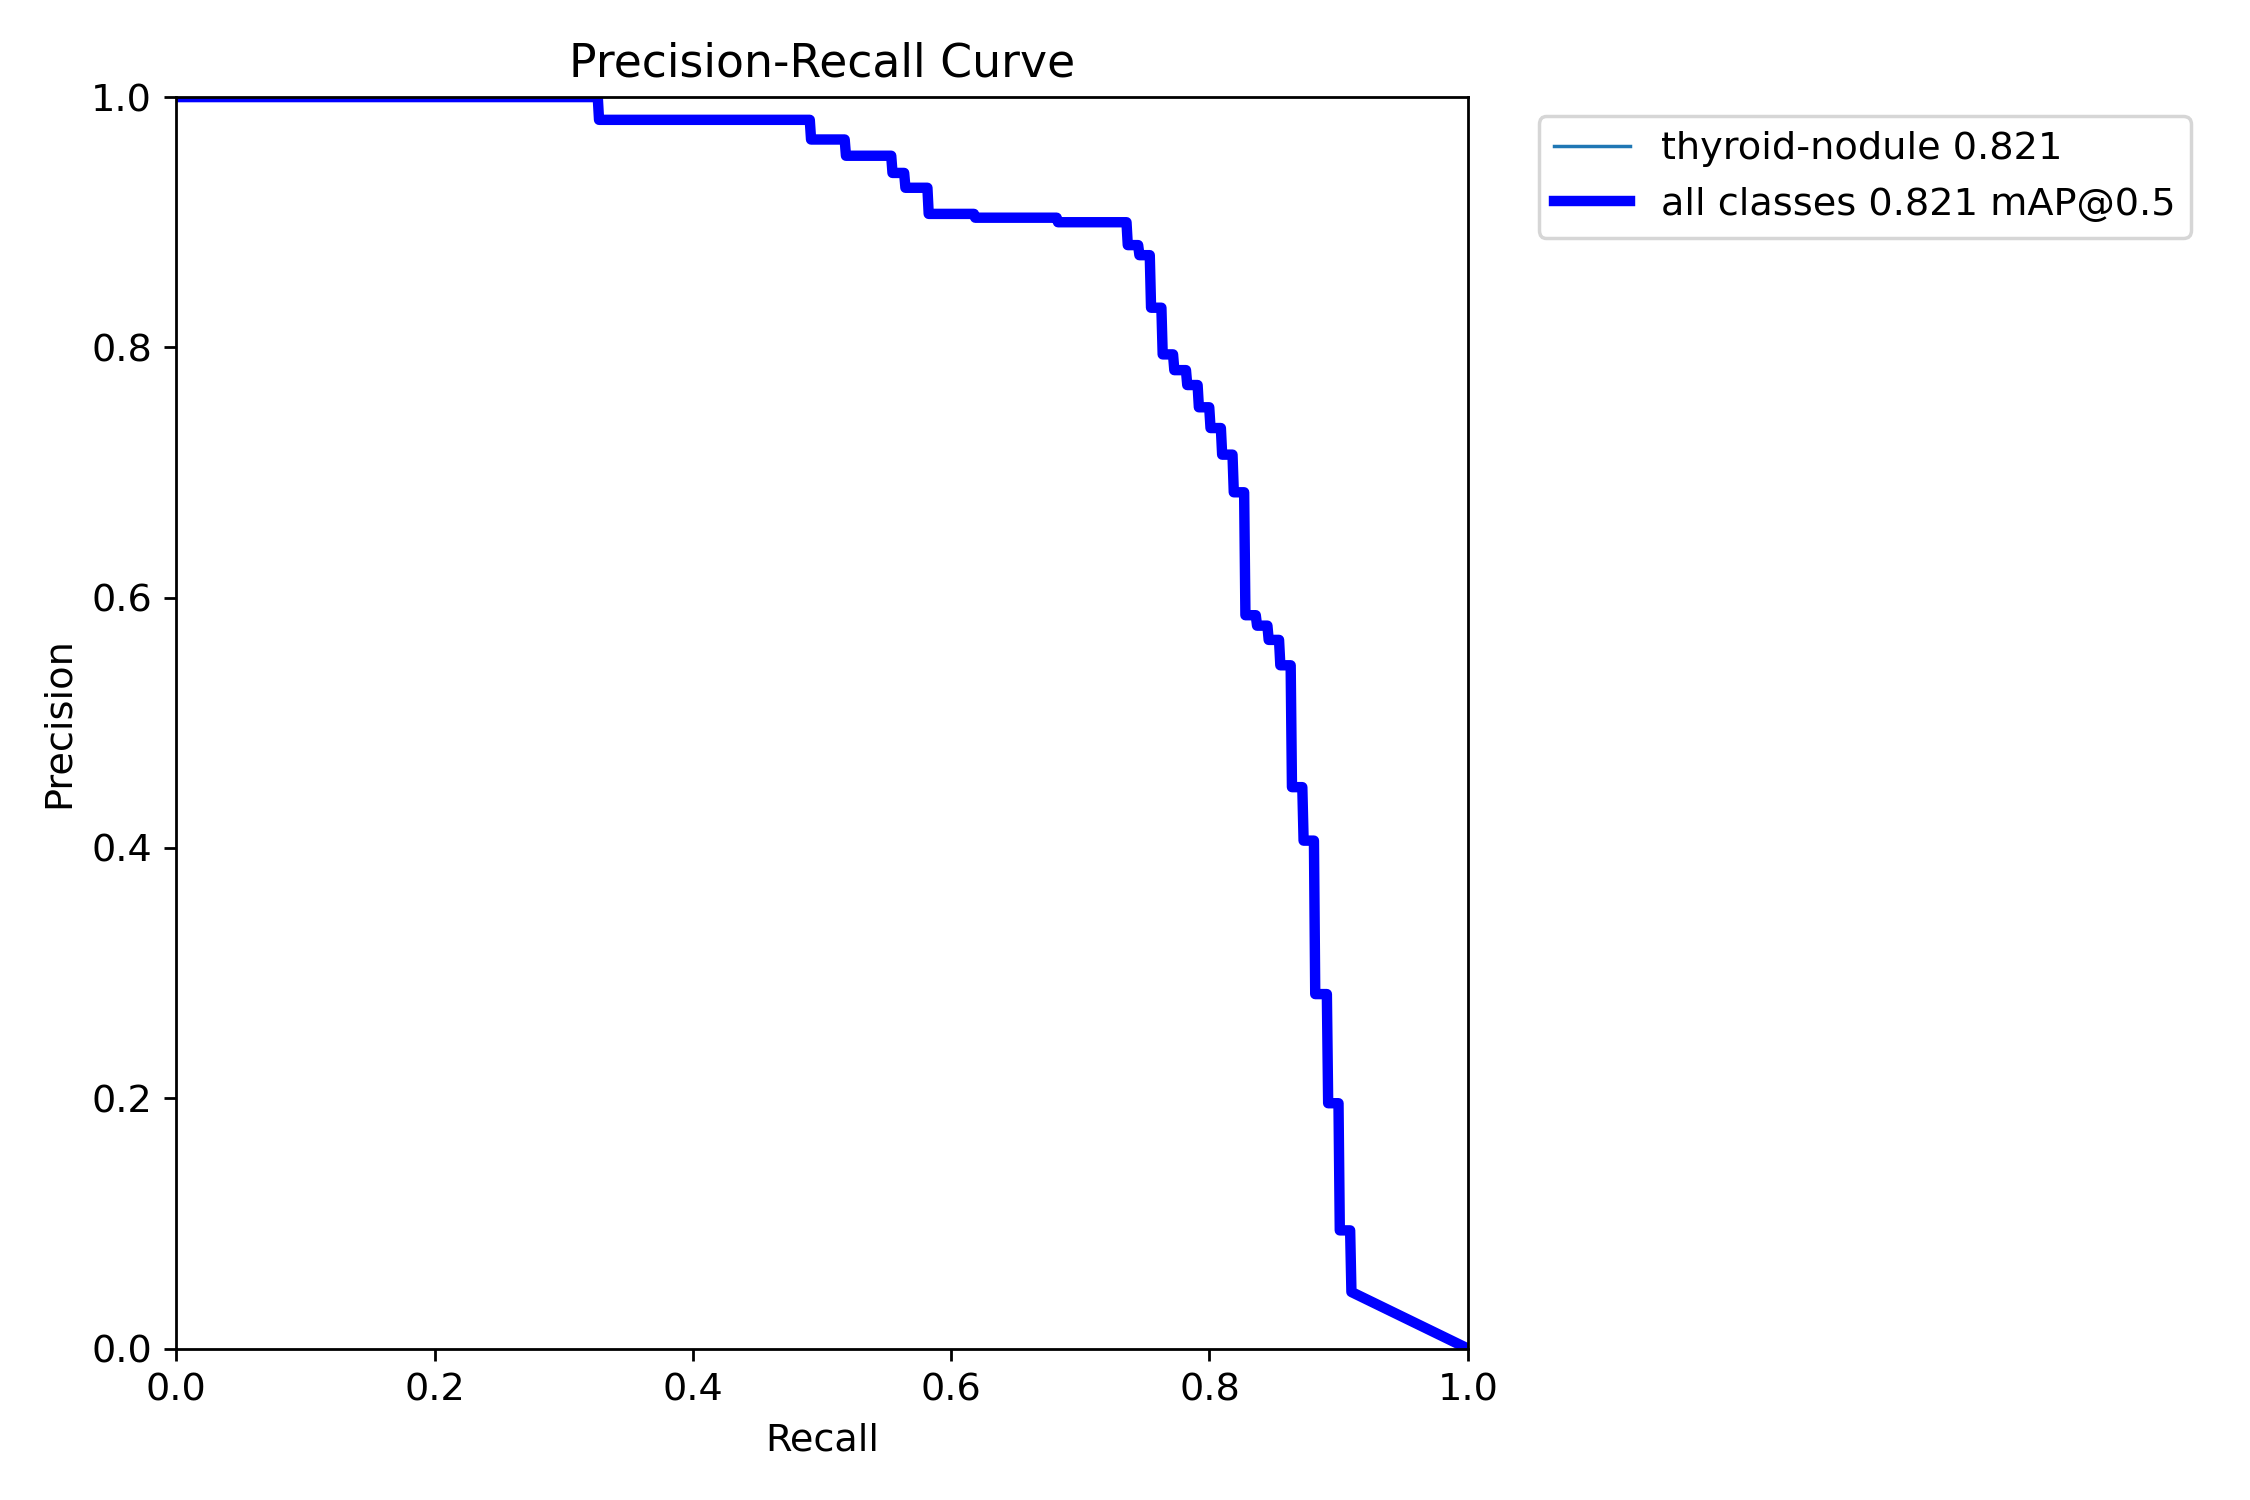 Precision-Recall Curve
1.0
0.8
0.6
0.4
0.2
0.0
Precision
0.0 0.2 0.4 0.6 0.8 1.0
Recall
thyroid-nodule 0.821
all classes 0.821 mAP@0.5